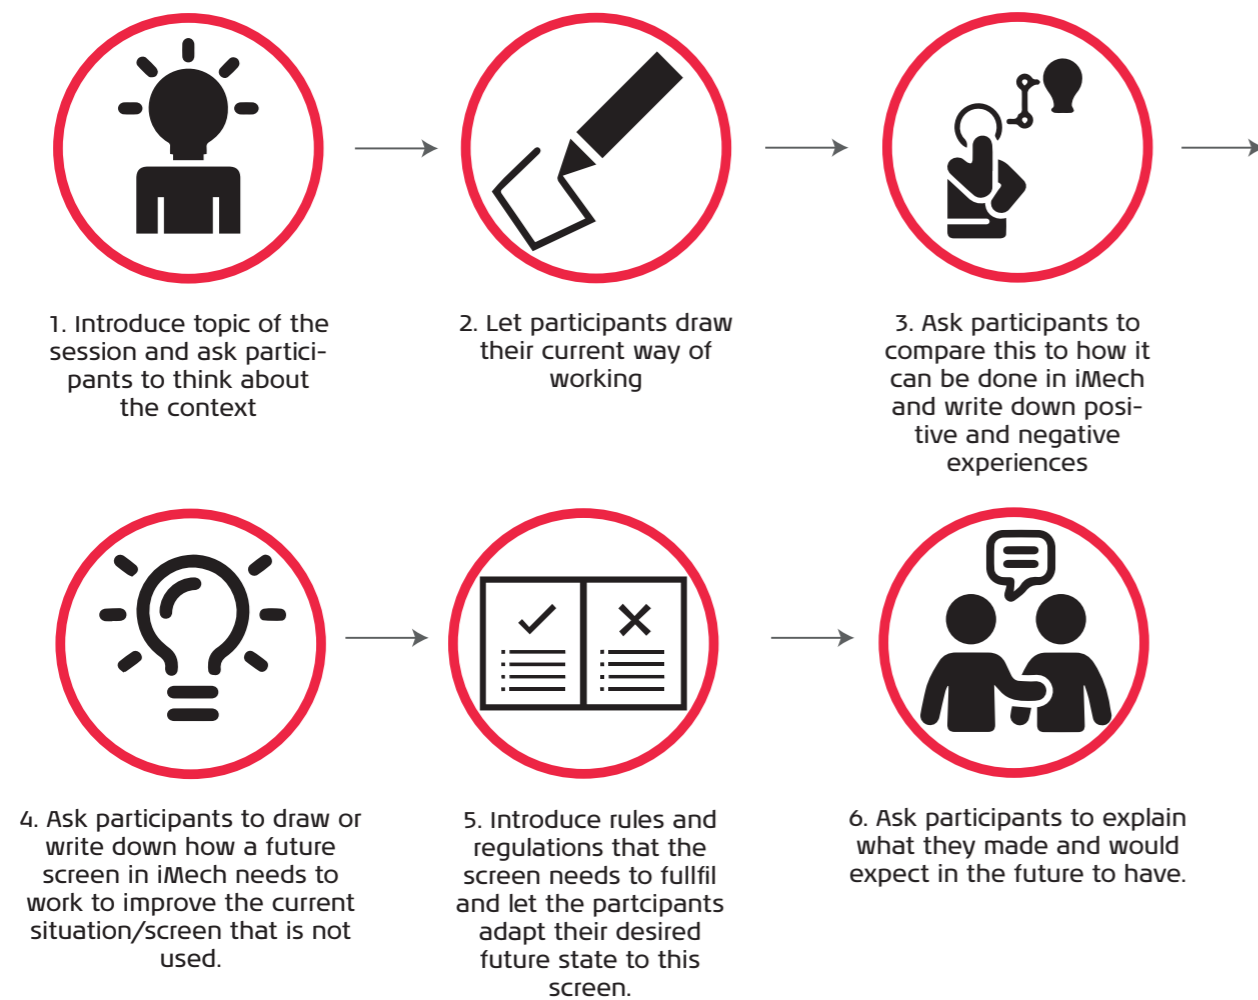 1. Introduce topic of the
session and ask partici-
pants to think about
the context
2. Let participants draw
their current way of
working
3. Ask participants to
compare this to how it
can be done in iMech
and write down posi-
tive and negative
experiences
4. Ask participants to draw or
write down how a future
screen in iMech needs to
work to improve the current
situation/screen that is not
used.
5. Introduce rules and
regulations that the
screen needs to fullfil
and let the partcipants
adapt their desired
future state to this
screen.
6. Ask participants to explain
what they made and would
expect in the future to have.